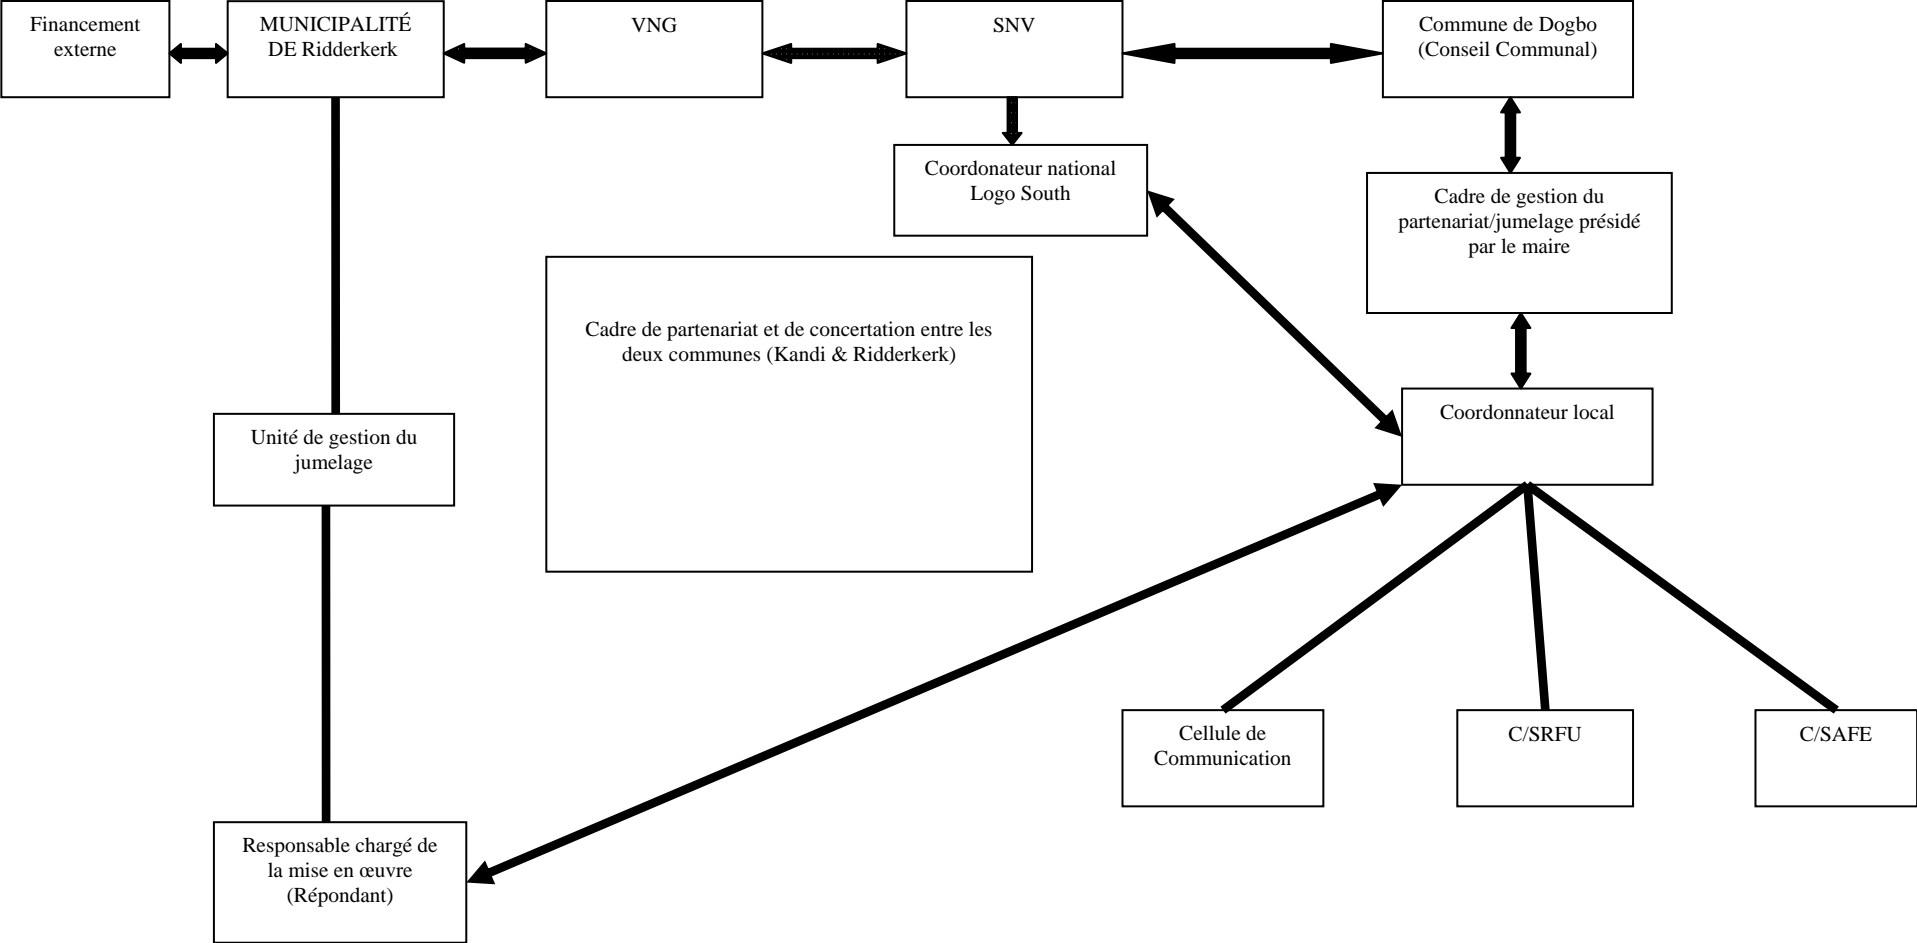 Financement
externe
MUNICIPALITÉ
DE Ridderkerk
VNG
SNV
Commune de Dogbo
(Conseil Communal)
Coordonateur national
Logo South
Cadre de gestion du
partenariat/jumelage présidé
par le maire
Cadre de partenariat et de concertation entre les
deux communes (Kandi & Ridderkerk)
Unité de gestion du
jumelage
Coordonnateur local
Cellule de
Communication
C/SRFU
C/SAFE
Responsable chargé de
la mise en œuvre
(Répondant)